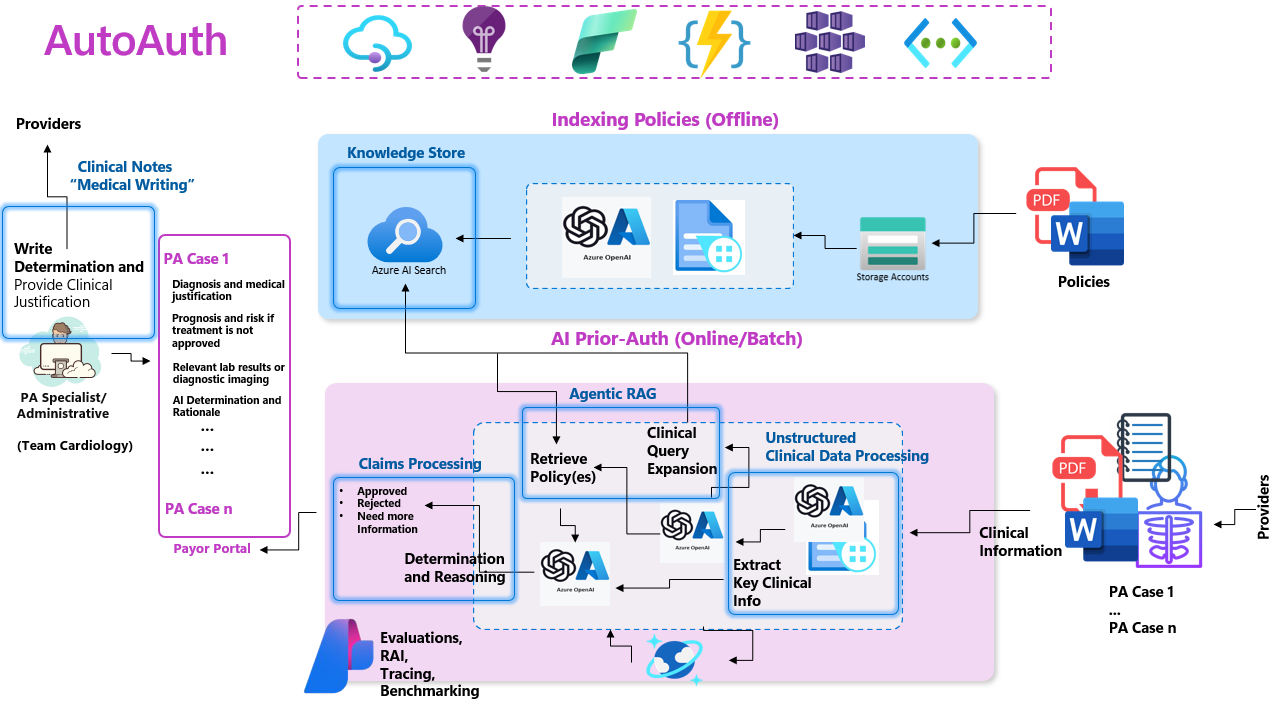 AutoAuth
Providers
Clinical Notes
“Medical Writing”
Write
Determination and
Provide Clinical
Justification
PA Specialist/
Administrative
(Team Cardiology)
PA Case 1
Diagnosis and medical
justification
Prognosis and risk if
treatment is not
approved
Relevant lab results or
diagnostic imaging
AI Determination and
Rationale
...
...
...
PA Case n
Payor Portal
Indexing Policies (Offline)
Knowledge Store
Azure AI Search
Azure OpenAI
Storage Accounts
PDF
W
Policies
AI Prior-Auth (Online/Batch)
Agentic RAG
Retrieve
Policy(es)
Clinical
Query
Expansion
Unstructured
Clinical Data Processing
Claims Processing
• Approved
• Rejected
• Need more
Information
Determination
and Reasoning
Azure OpenAI
Azure OpenAI
Azure OpenAI
Extract
Key Clinical
Info
Evaluations,
RAI,
Tracing,
Benchmarking
Clinical
Information
PDF
W
PA Case 1
...
PA Case n
Providers